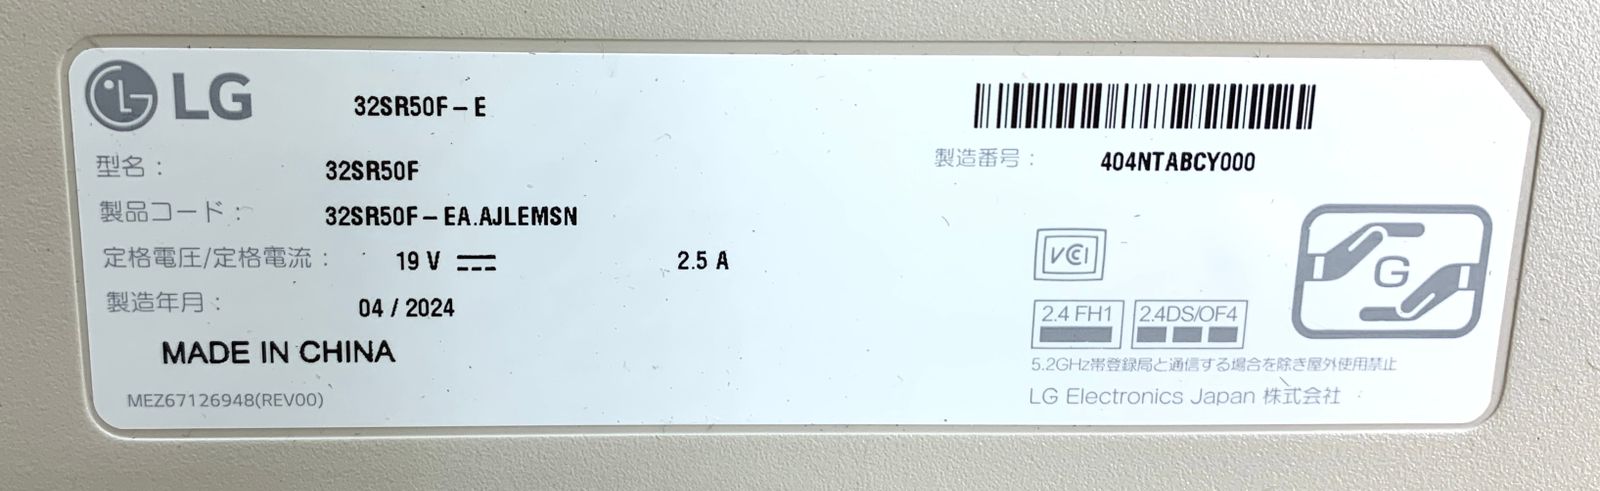 LG
32SR50F-E
型名： 32SR50F
製品コード： 32SR50F-EA.AJLEMSN
定格電圧/定格電流： 19 V 2.5 A
製造年月： 04 / 2024
MADE IN CHINA
MEZ67126948(REV00)
製造番号： 404NTABCY000
VCI
G
2.4 FH1
2.4DS/OF4
5.2GHz帯登録局と通信する場合を除き屋外使用禁止
LG Electronics Japan 株式会社